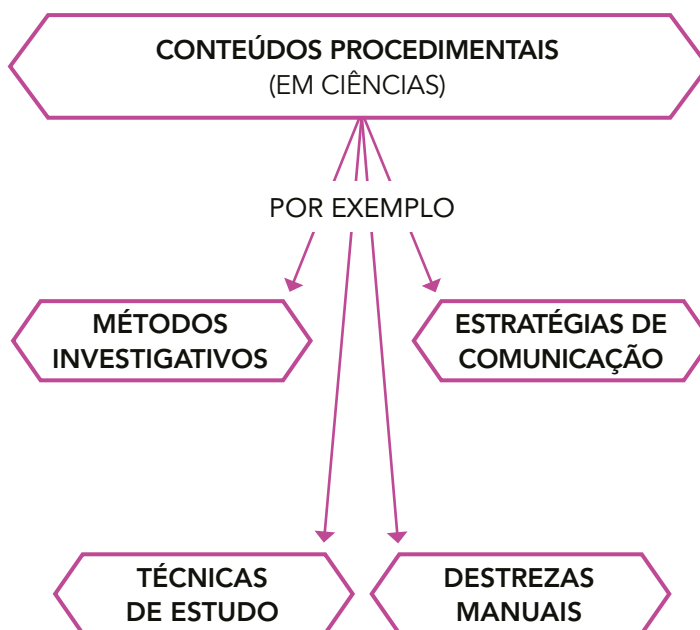 CONTEÚDOS PROCEDIMENTAIS
(EM CIÊNCIAS)
POR EXEMPLO
MÉTODOS
INVESTIGATIVOS
ESTRATÉGIAS DE
COMUNICAÇÃO
TÉCNICAS
DE ESTUDO
DESTREZAS
MANUAIS